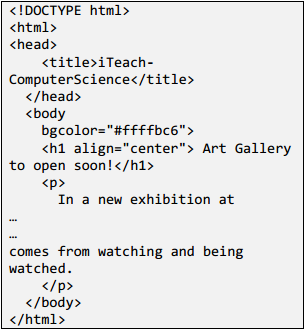 <!DOCTYPE html>
<html>
<head>
    <title>iTeach-
ComputerScience</title>
  </head>
  <body
    bgcolor="#ffffbc6">
    <h1 align="center"> Art Gallery
to open soon!</h1>
    <p>
      In a new exhibition at
…
…
comes from watching and being
watched.
    </p>
  </body>
</html>